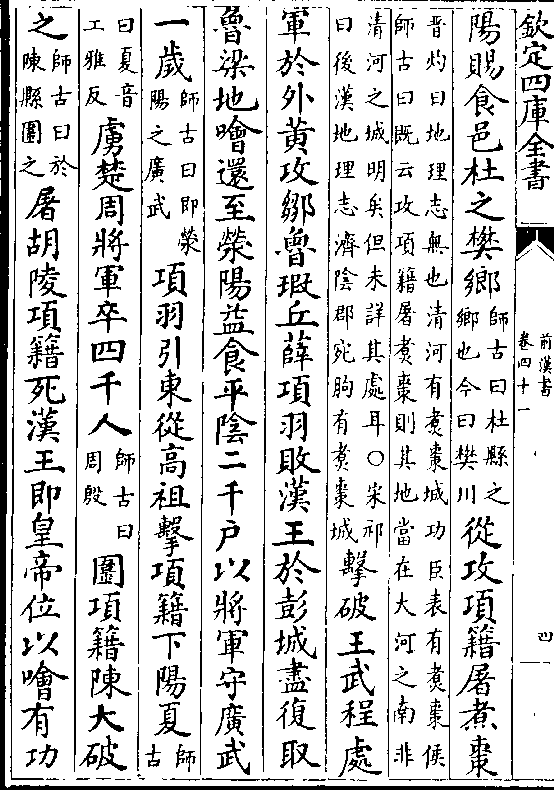 欽定四庫全書
前漢書
卷四十一
四
陽賜食邑杜之樊鄉師古曰杜縣之
鄉也今曰樊川從攻項籍屠煮棗
晉灼曰地理志無也清河有煮棗城功臣表有煮棗侯
師古曰既云攻項籍屠煮棗則其地當在大河之南非
清河之城明矣但未詳其處耳○宋祁
曰後漢地理志濟陰郡宛朐有煮棗城擊破王武程處
軍於外黃攻鄒魯瑕丘薛項羽敗漢王於彭城盡復取
魯梁地噲還至滎陽益食平陰二千户以將軍守廣武
一歲師古曰即滎
陽之廣武項羽引東從高祖擊項籍下陽夏師古
曰夏音
工雅反虜楚周將軍卒四千人師古曰
周殷圍項籍陳大破
之師古曰於
陳縣圍之屠胡陵項籍死漢王即皇帝位以噲有功